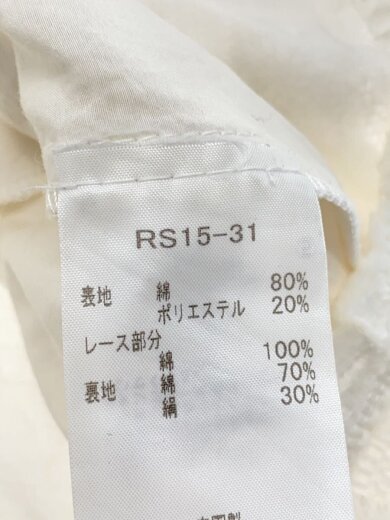 RS15-31
裏地 綿 80%
ポリエステル 20%
レース部分
綿 100%
裏地 綿 70%
絹 30%